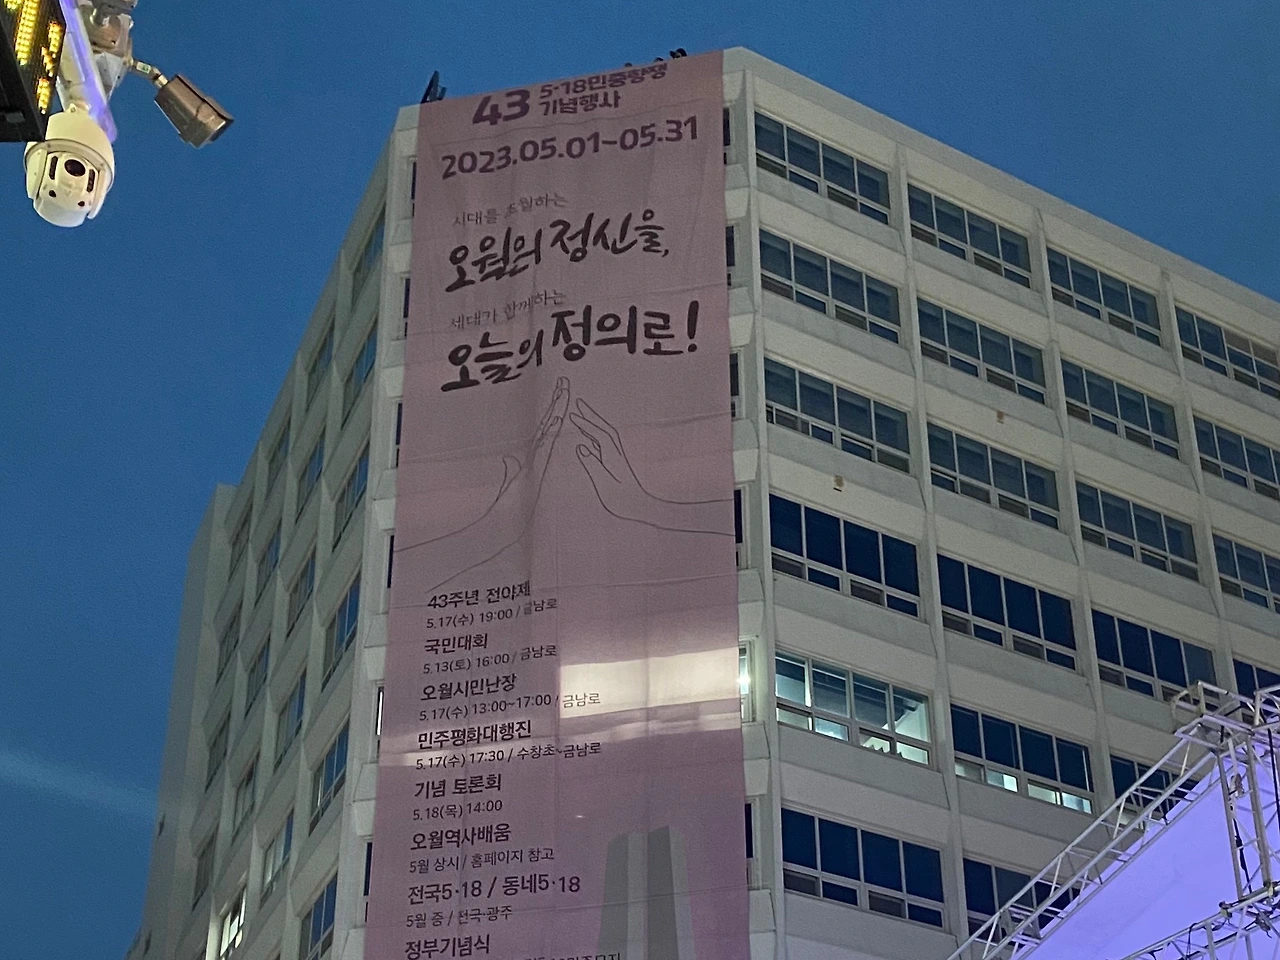 43 5·18민중항쟁
기념행사
2023.05.01~05.31
시대를 초월하는
오월의 정신을,
세대가 함께하는
오늘의 정의로!
43주년 전야제
5.17(수) 19:00 / 금남로
국민대회
5.13(토) 16:00 / 금남로
오월시민난장
5.17(수) 13:00~17:00 / 금남로
민주평화대행진
5.17(수) 17:30 / 수창초~금남로
기념 토론회
5.18(목) 14:00
오월역사배움
5월 상시 / 홈페이지 참고
전국5·18 / 동네5·18
5월 중 / 전국·광주
정부기념식